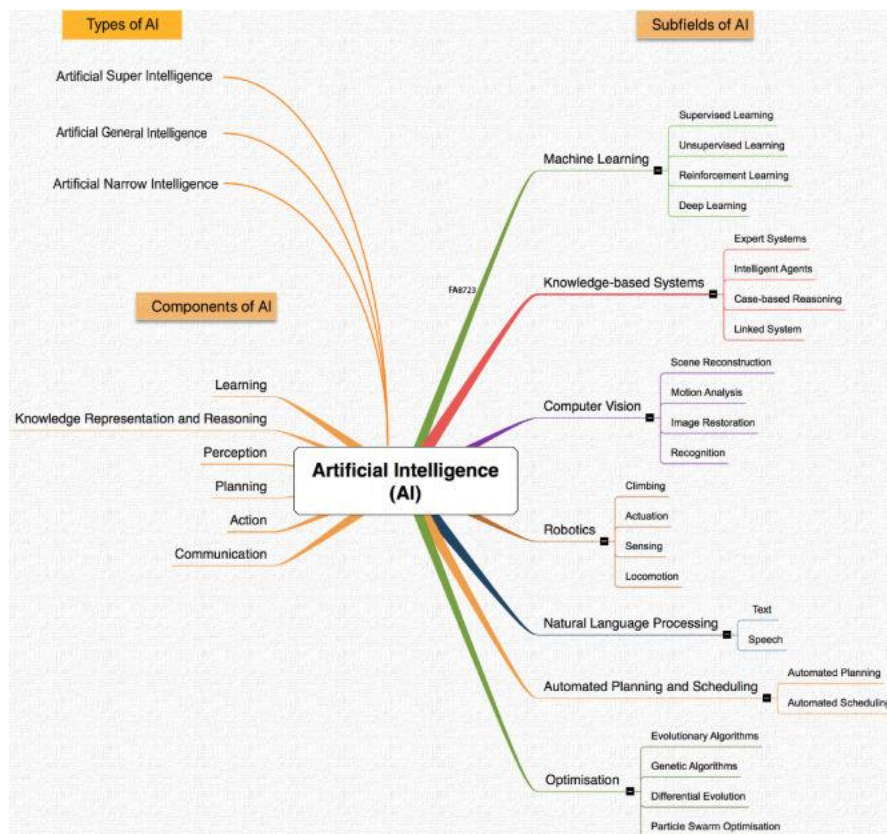 Types of AI
Artificial Super Intelligence
Artificial General Intelligence
Artificial Narrow Intelligence
Components of AI
Learning
Knowledge Representation and Reasoning
Perception
Planning
Action
Communication
Artificial Intelligence
(AI)
Subfields of AI
FA8723
Machine Learning
Supervised Learning
Unsupervised Learning
Reinforcement Learning
Deep Learning
Knowledge-based Systems
Expert Systems
Intelligent Agents
Case-based Reasoning
Linked System
Computer Vision
Scene Reconstruction
Motion Analysis
Image Restoration
Recognition
Robotics
Climbing
Actuation
Sensing
Locomotion
Natural Language Processing
Text
Speech
Automated Planning and Scheduling
Automated Planning
Automated Scheduling
Optimisation
Evolutionary Algorithms
Genetic Algorithms
Differential Evolution
Particle Swarm Optimisation